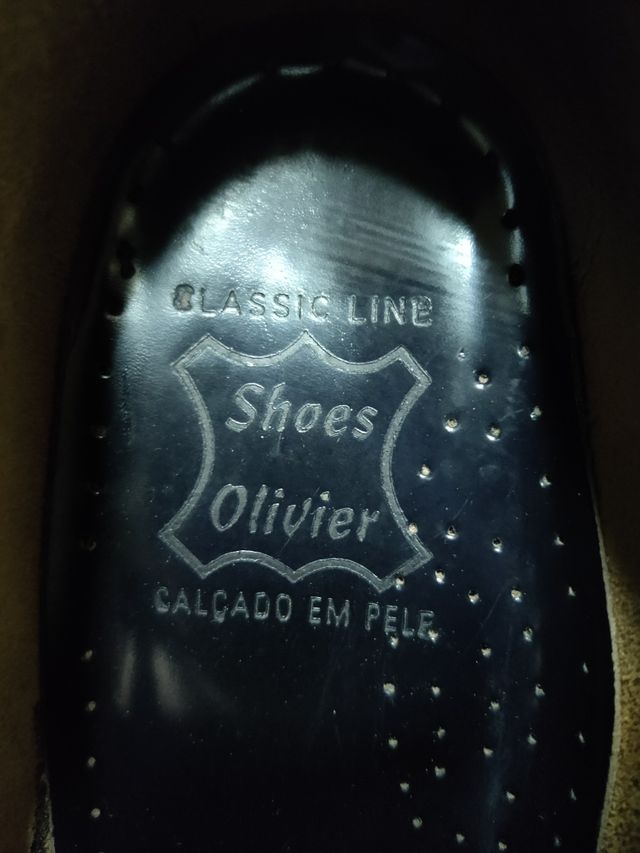 CLASSIC LINE
Shoes
Olivier
CALÇADO EM PELE